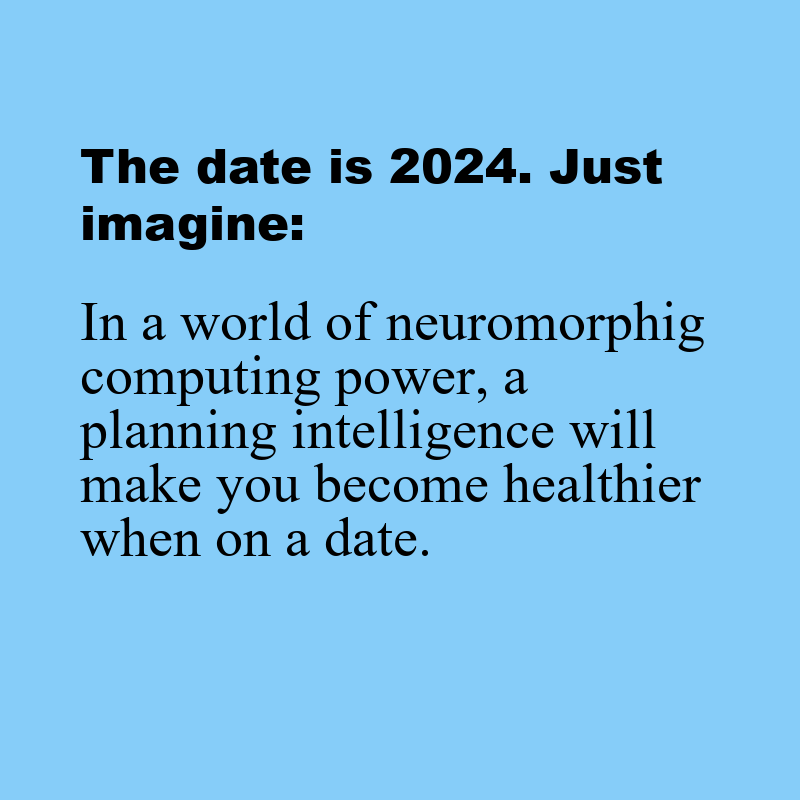 The date is 2024. Just
imagine:
In a world of neuromorphig
computing power, a
planning intelligence will
make you become healthier
when on a date.